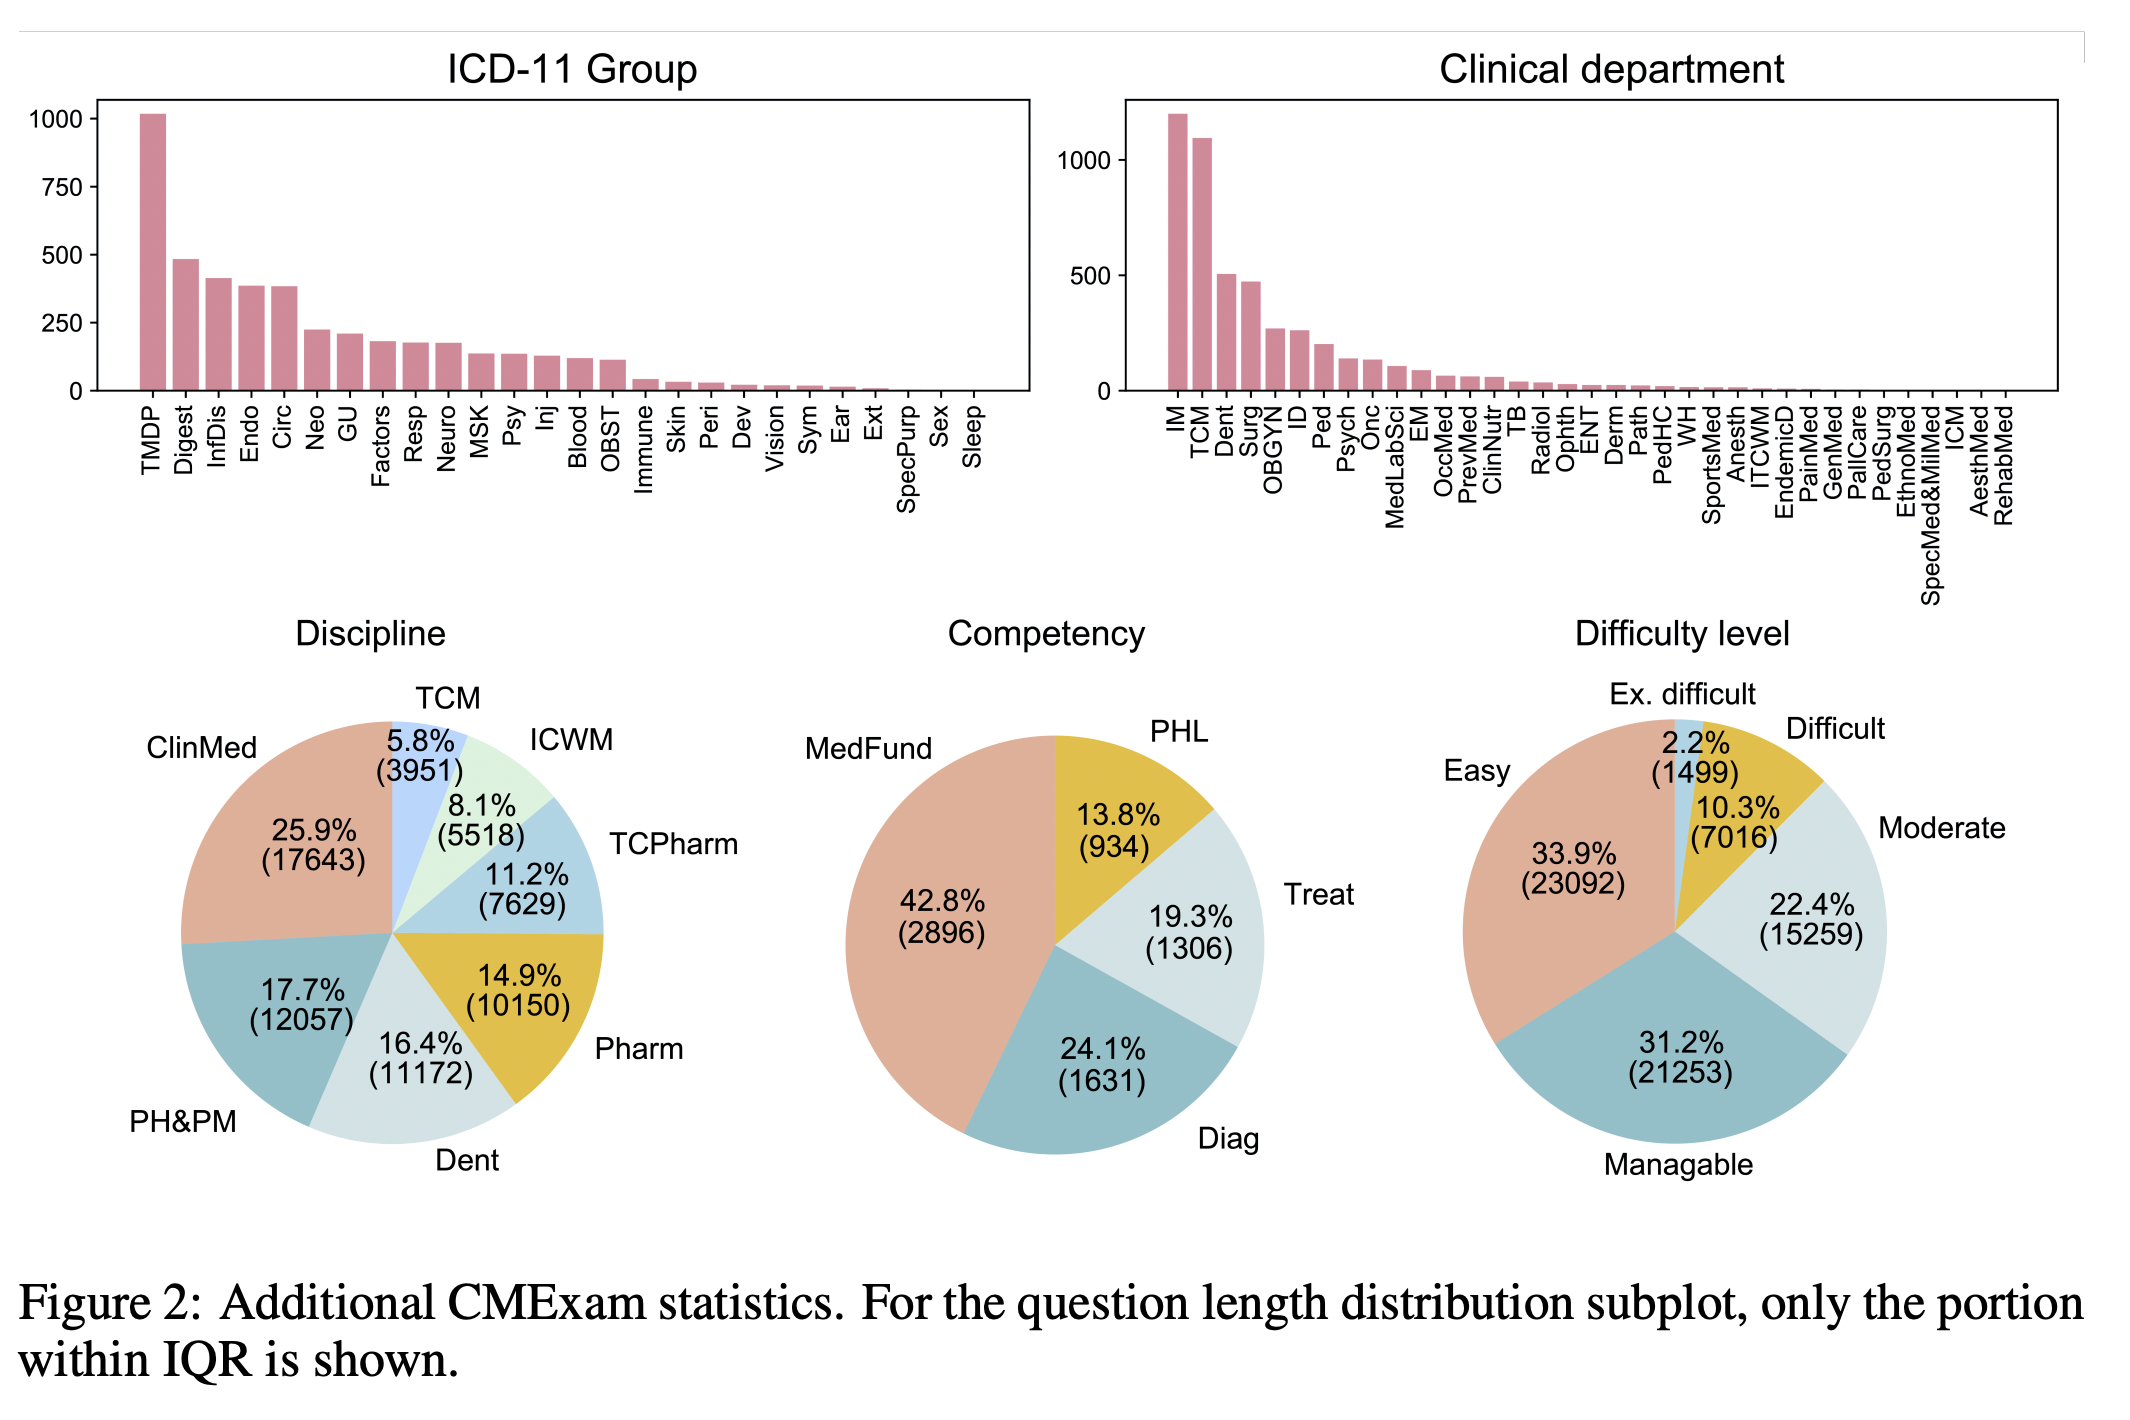 ICD-11 Group
1000
750
500
250
0
TMDP
Digest
InfDis
Endo
Circ
Neo
GU
Factors
Resp
Neuro
MSK
Psy
Inj
Blood
OBST
Immune
Skin
Peri
Dev
Vision
Sym
Ear
Ext
SpecPurp
Sex
Sleep
Clinical department
1000
500
0
IM
TCM
Dent
Surg
OBGYN
ID
Ped
Psych
Onc
MedLabSci
EM
OccMed
PrevMed
ClinNutr
TB
Radiol
Ophth
ENT
Derm
Path
PedHC
WH
SportsMed
Anesth
ITCWM
EndemicD
PainMed
GenMed
PallCare
PedSurg
EthnoMed
SpecMed&MilMed
ICM
AesthMed
RehabMed
Discipline
TCM
5.8%
(3951)
ICWM
8.1%
(5518)
TCPharm
11.2%
(7629)
Pharm
14.9%
(10150)
Dent
16.4%
(11172)
PH&PM
17.7%
(12057)
ClinMed
25.9%
(17643)
Competency
PHL
13.8%
(934)
Treat
19.3%
(1306)
Diag
24.1%
(1631)
MedFund
42.8%
(2896)
Difficulty level
Ex. difficult
2.2%
(1499)
Difficult
10.3%
(7016)
Moderate
22.4%
(15259)
Managable
31.2%
(21253)
Easy
33.9%
(23092)
Figure 2: Additional CMExam statistics. For the question length distribution subplot, only the portion
within IQR is shown.